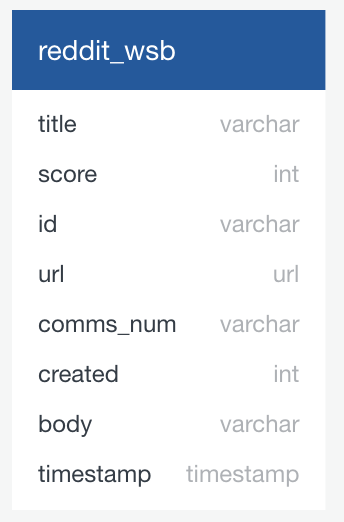 reddit_wsb
title varchar
score int
id varchar
url url
comms_num varchar
created int
body varchar
timestamp timestamp